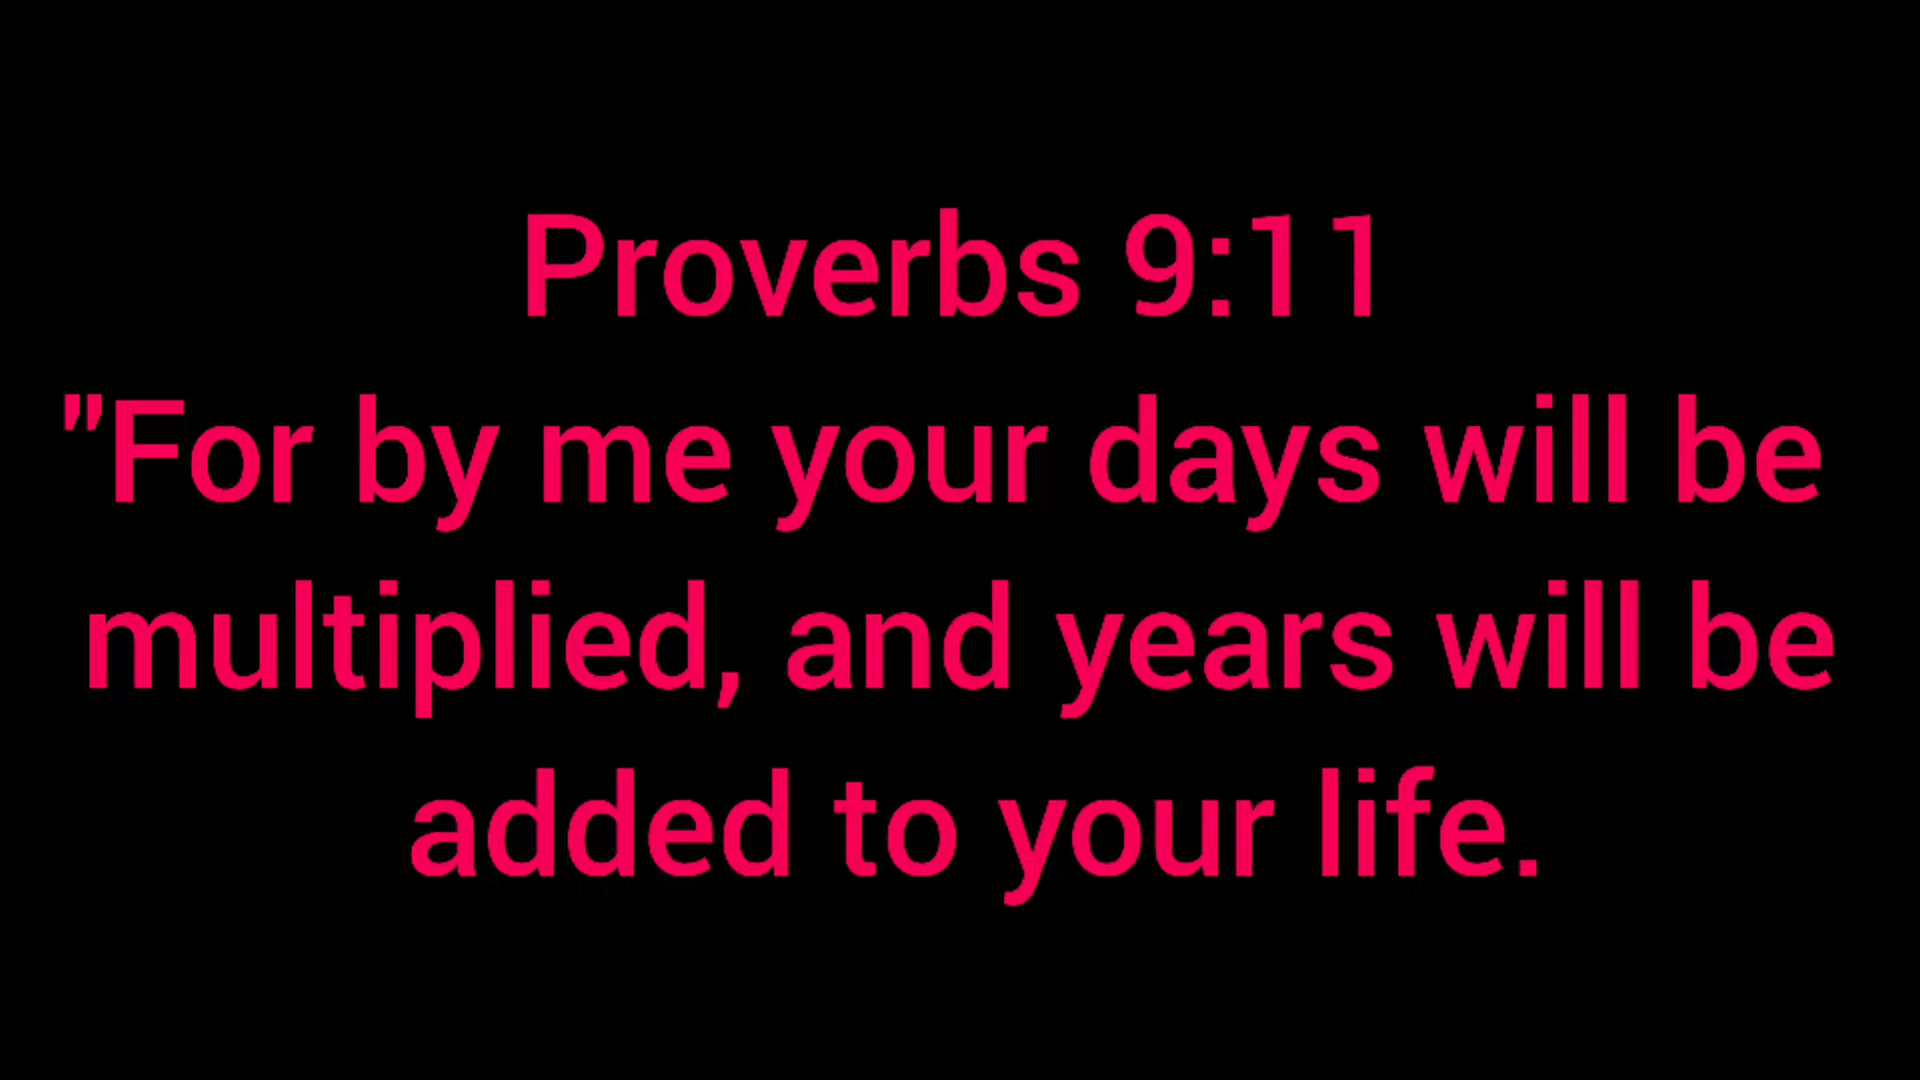 Proverbs 9:11
"For by me your days will be
multiplied, and years will be
added to your life.